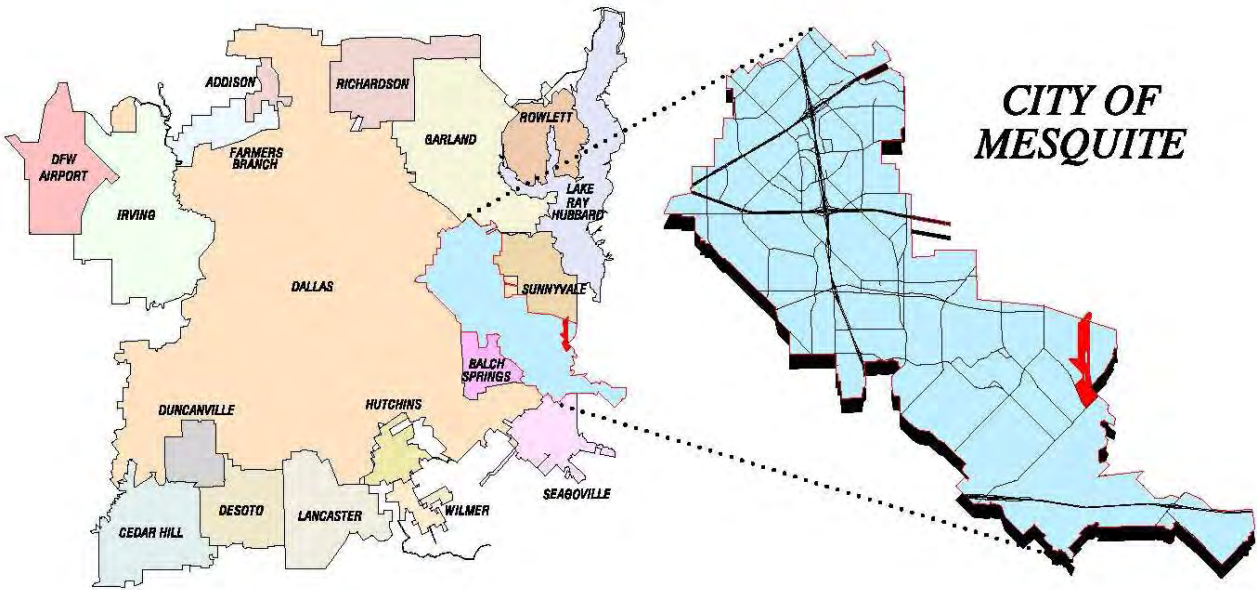 ADDISON
RICHARDSON
ROWLETT
GARLAND
DFW
AIRPORT
FARMERS
BRANCH
IRVING
LAKE
RAY
HUBBARD
DALLAS
SUNNYVALE
BALCH
SPRINGS
DUNCANVILLE
HUTCHINS
SEAGOVILLE
DESOTO
LANCASTER
WILMER
CEDAR HILL
CITY OF
MESQUITE